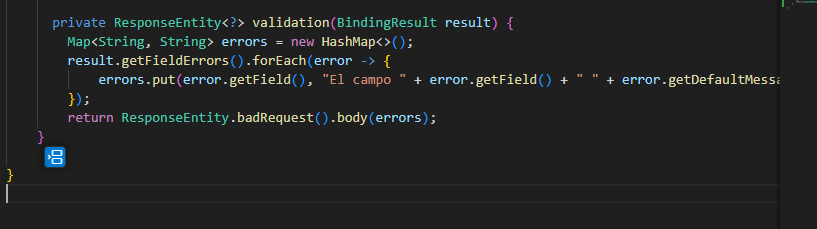 private ResponseEntity<?> validation(BindingResult result) {
Map<String, String> errors = new HashMap<>();
result.getFieldErrors().forEach(error -> {
errors.put(error.getField(), "El campo " + error.getField() + " " + error.getDefaultMessa
});
return ResponseEntity.badRequest().body(errors);
}
}